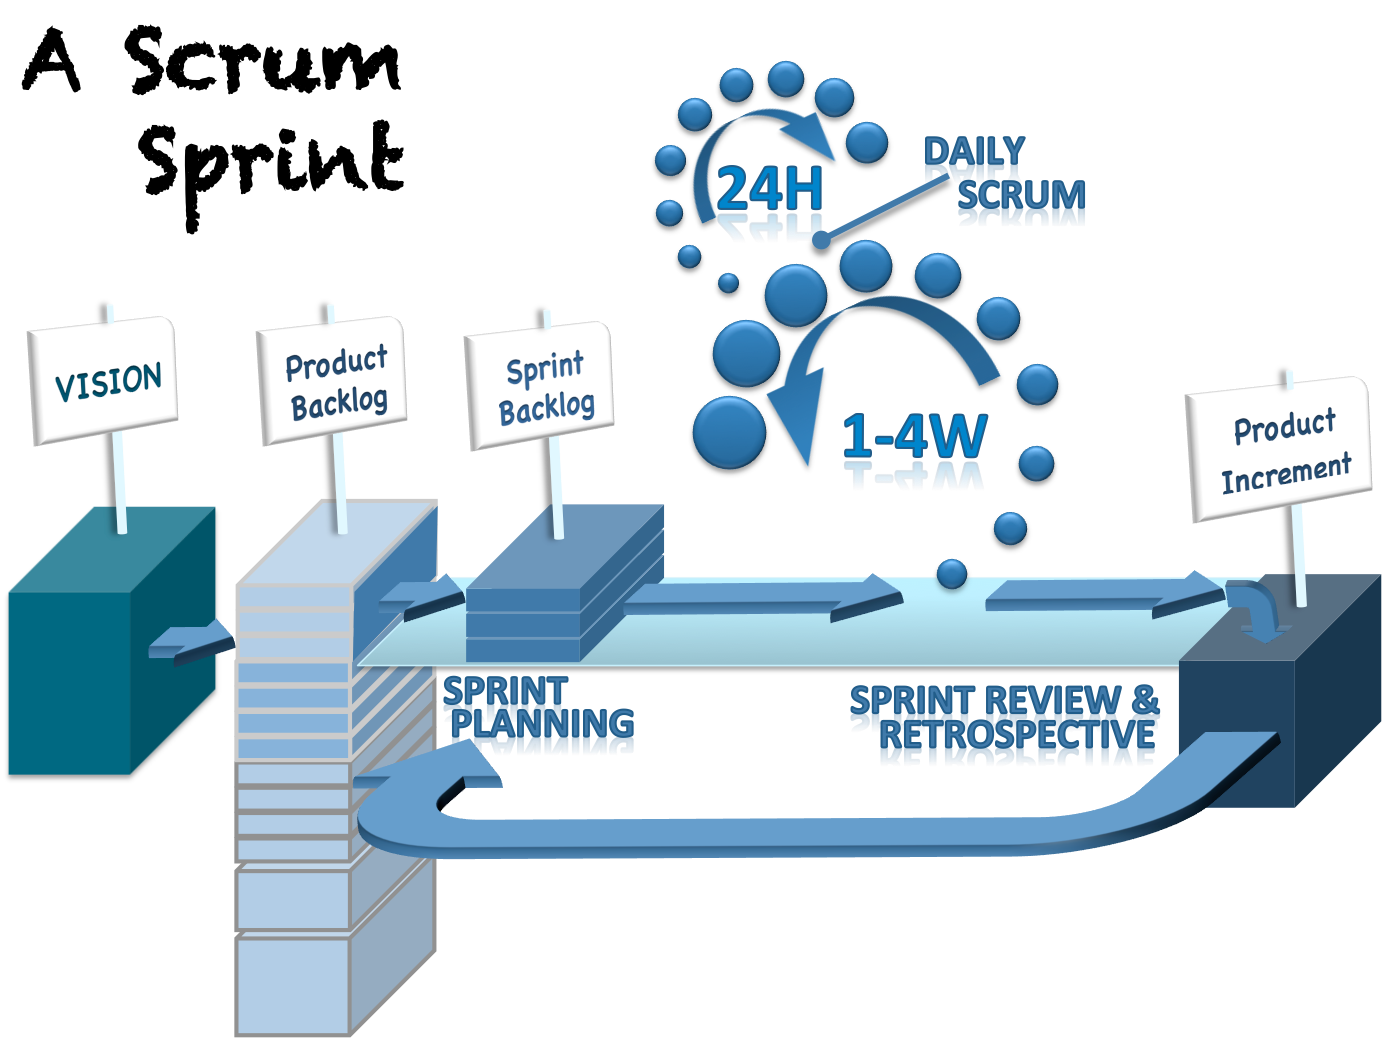 A Scrum
Sprint
24H
DAILY
SCRUM
VISION
Product
Backlog
Sprint
Backlog
1-4W
Product
Increment
SPRINT
PLANNING
SPRINT REVIEW &
RETROSPECTIVE